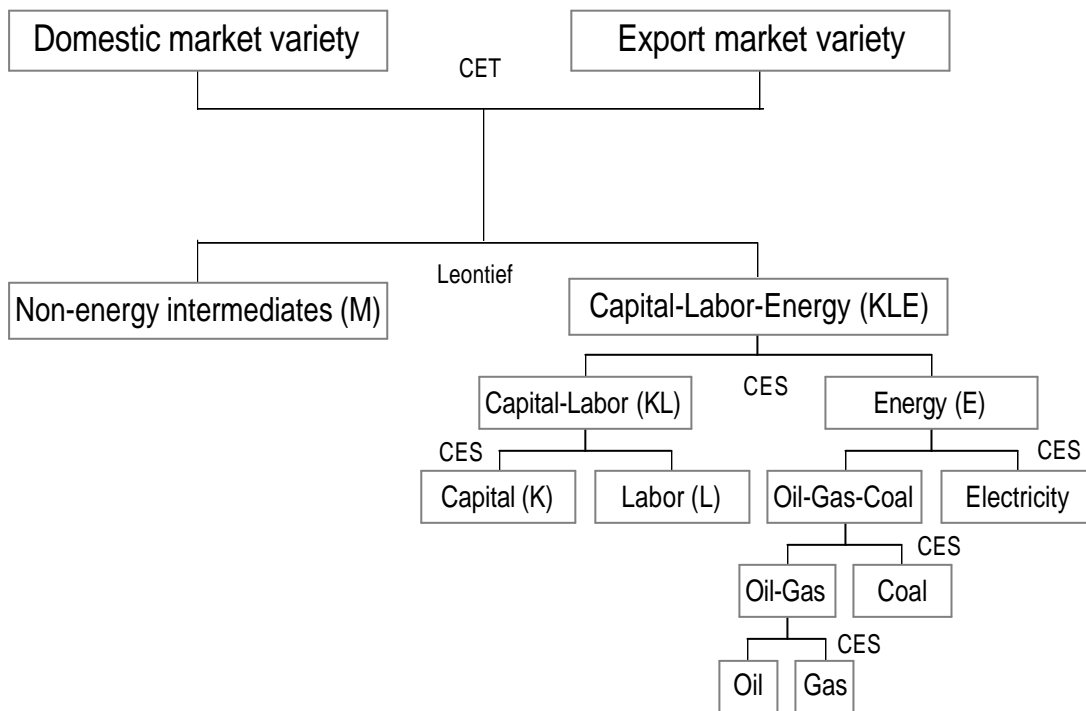 Domestic market variety
Export market variety
CET
Leontief
Non-energy intermediates (M)
Capital-Labor-Energy (KLE)
CES
Capital-Labor (KL)
Energy (E)
CES
CES
Capital (K)
Labor (L)
Oil-Gas-Coal
Electricity
CES
Oil-Gas
Coal
CES
Oil
Gas